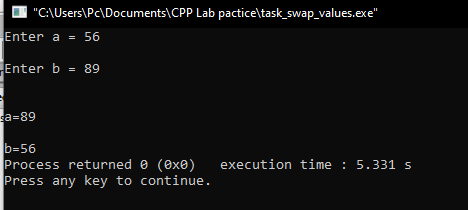 "C:\Users\Pc\Documents\CPP Lab pactice\task_swap_values.exe"
Enter a = 56
Enter b = 89
a=89
b=56
Process returned 0 (0x0)   execution time : 5.331 s
Press any key to continue.